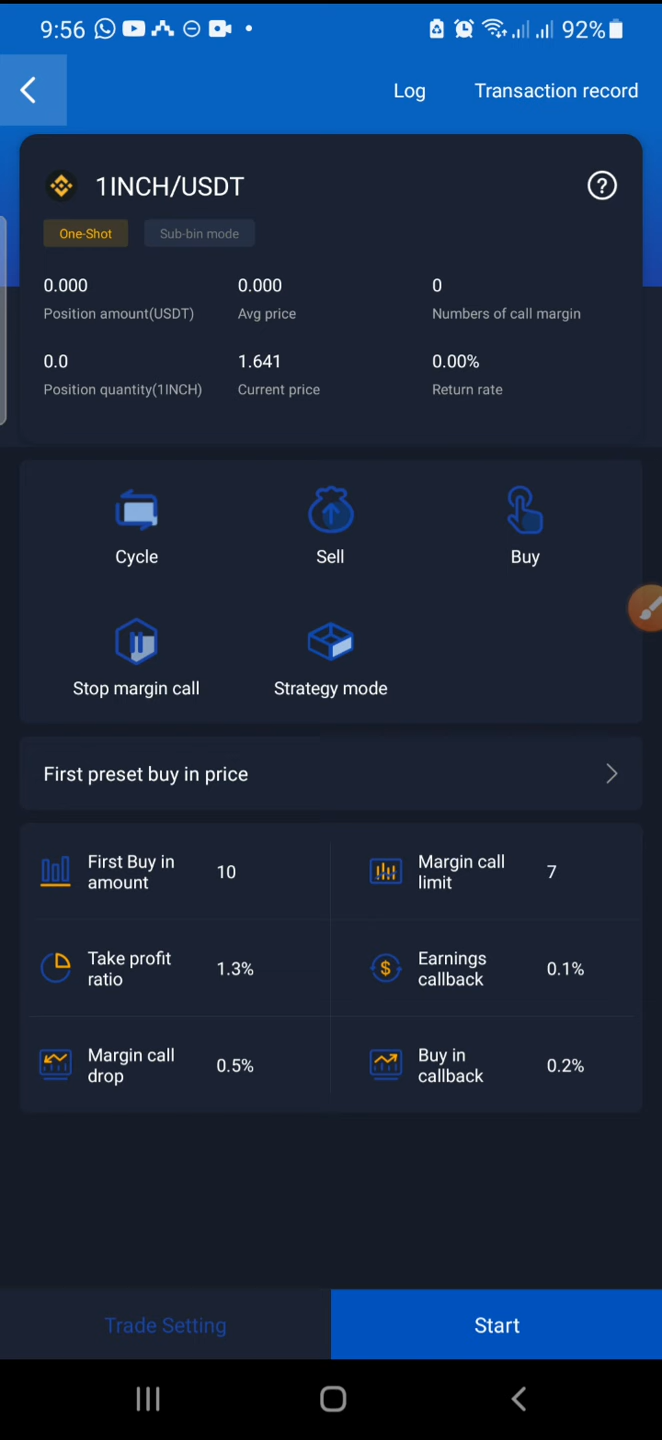 9:56
92%
Log
Transaction record
1INCH/USDT
?
One-Shot
Sub-bin mode
0.000
0.000
0
Position amount(USDT)
Avg price
Numbers of call margin
0.0
1.641
0.00%
Position quantity(1INCH)
Current price
Return rate
Cycle
Sell
Buy
Stop margin call
Strategy mode
First preset buy in price
First Buy in
amount
10
Margin call
limit
7
Take profit
ratio
1.3%
$
Earnings
callback
0.1%
Margin call
drop
0.5%
Buy in
callback
0.2%
Trade Setting
Start